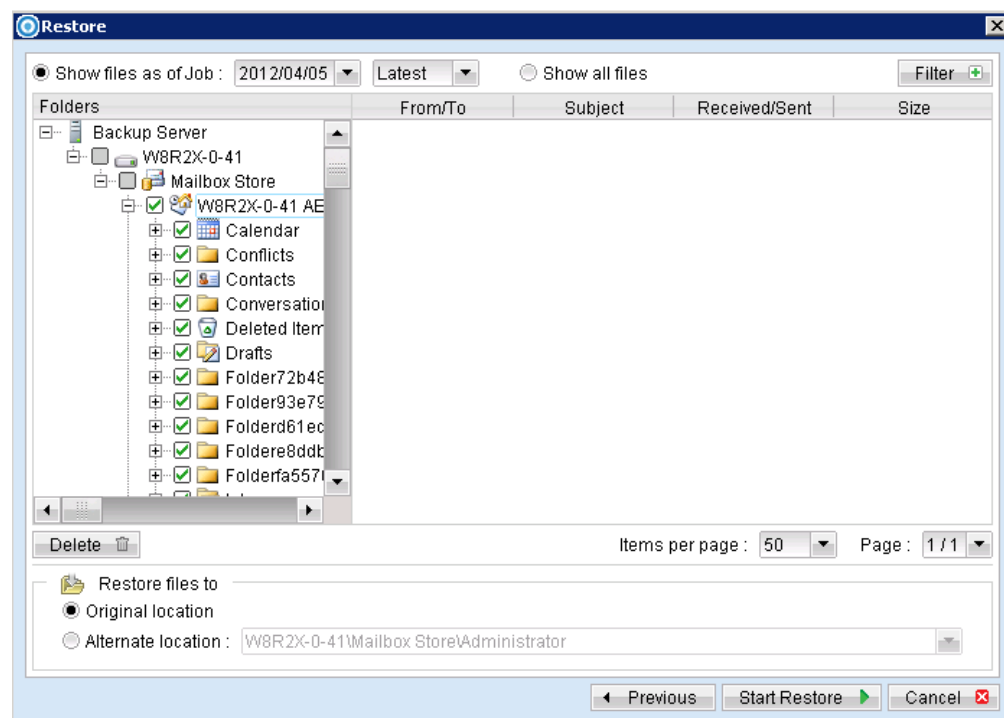 Restore
Show files as of Job : 2012/04/05 Latest Show all files Filter
Folders From/To Subject Received/Sent Size
Backup Server
W8R2X-0-41
Mailbox Store
W8R2X-0-41 AE
Calendar
Conflicts
Contacts
Conversation
Deleted Item
Drafts
Folder72b48
Folder93e79
Folderd61ec
Foldere8ddb
Folderfa557
Delete Items per page : 50 Page : 1 / 1
Restore files to
Original location
Alternate location : W8R2X-0-41\Mailbox Store\Administrator
Previous Start Restore Cancel